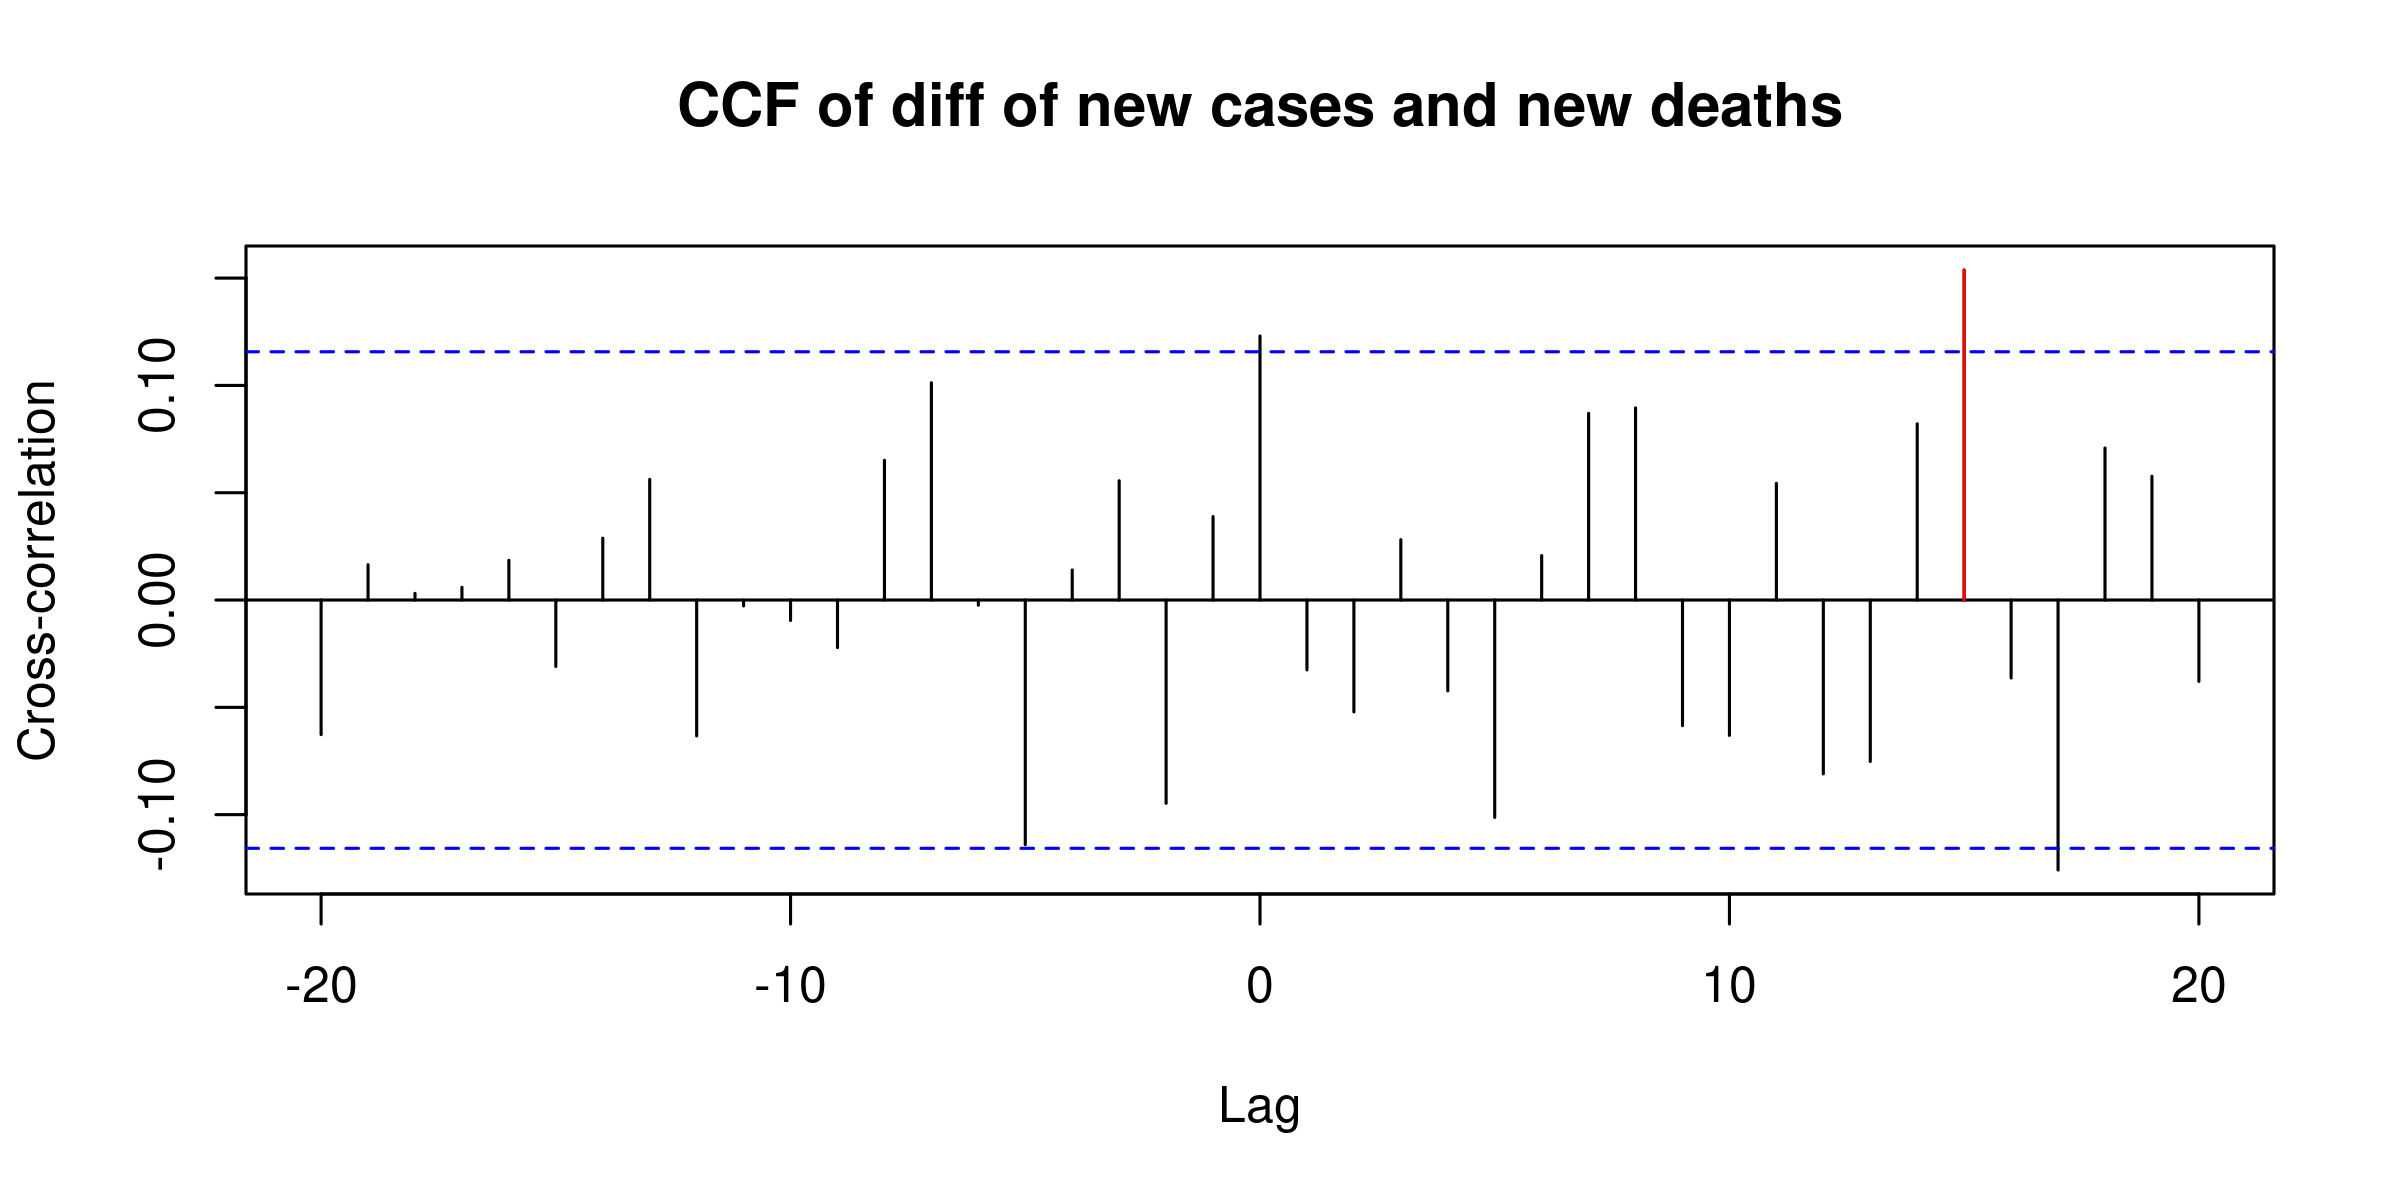 CCF of diff of new cases and new deaths
Cross-correlation
0.10
0.00
-0.10
-20 -10 0 10 20
Lag